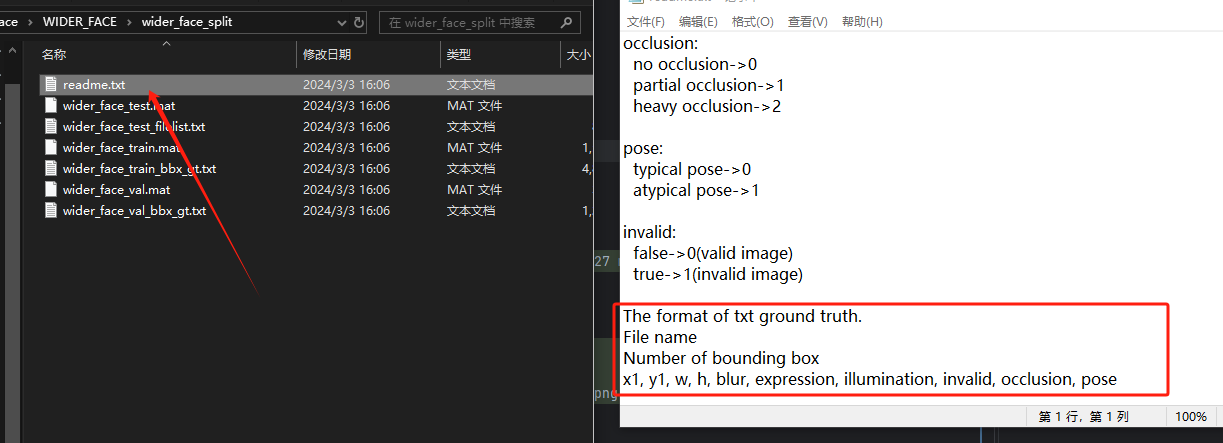 ace > WIDER_FACE > wider_face_split
在 wider_face_split 中搜索
名称 修改日期 类型 大小
readme.txt 2024/3/3 16:06 文本文档
wider_face_test.mat 2024/3/3 16:06 MAT 文件
wider_face_test_filelist.txt 2024/3/3 16:06 文本文档
wider_face_train.mat 2024/3/3 16:06 MAT 文件 1,
wider_face_train_bbx_gt.txt 2024/3/3 16:06 文本文档 4,
wider_face_val.mat 2024/3/3 16:06 MAT 文件
wider_face_val_bbx_gt.txt 2024/3/3 16:06 文本文档 1,
27
png
文件(F) 编辑(E) 格式(O) 查看(V) 帮助(H)
occlusion:
no occlusion->0
partial occlusion->1
heavy occlusion->2
pose:
typical pose->0
atypical pose->1
invalid:
false->0(valid image)
true->1(invalid image)
The format of txt ground truth.
File name
Number of bounding box
x1, y1, w, h, blur, expression, illumination, invalid, occlusion, pose
第 1 行，第 1 列 100%